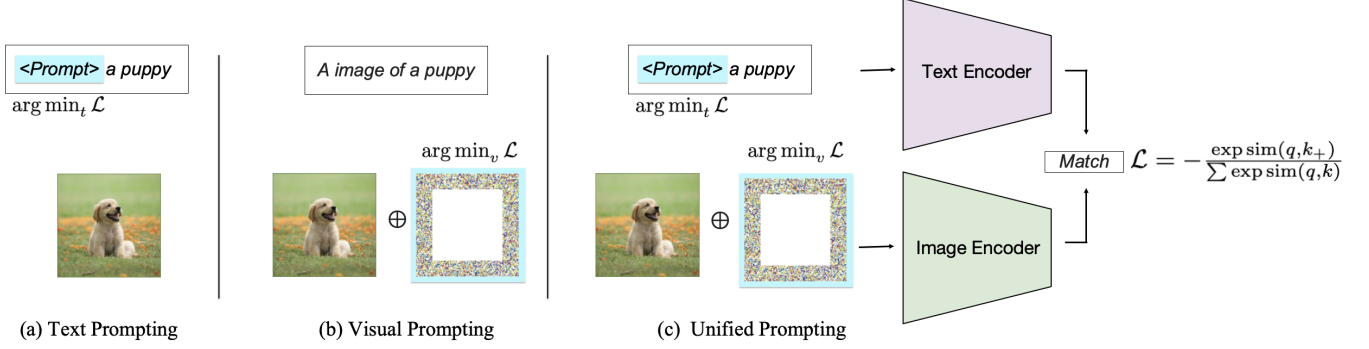 <Prompt> a puppy
arg min_t ℒ
(a) Text Prompting
A image of a puppy
arg min_v ℒ
⊕
(b) Visual Prompting
<Prompt> a puppy
arg min_t ℒ
arg min_v ℒ
⊕
(c) Unified Prompting
Text Encoder
Image Encoder
Match
ℒ = - exp sim(q,k_+) / ∑ exp sim(q,k)